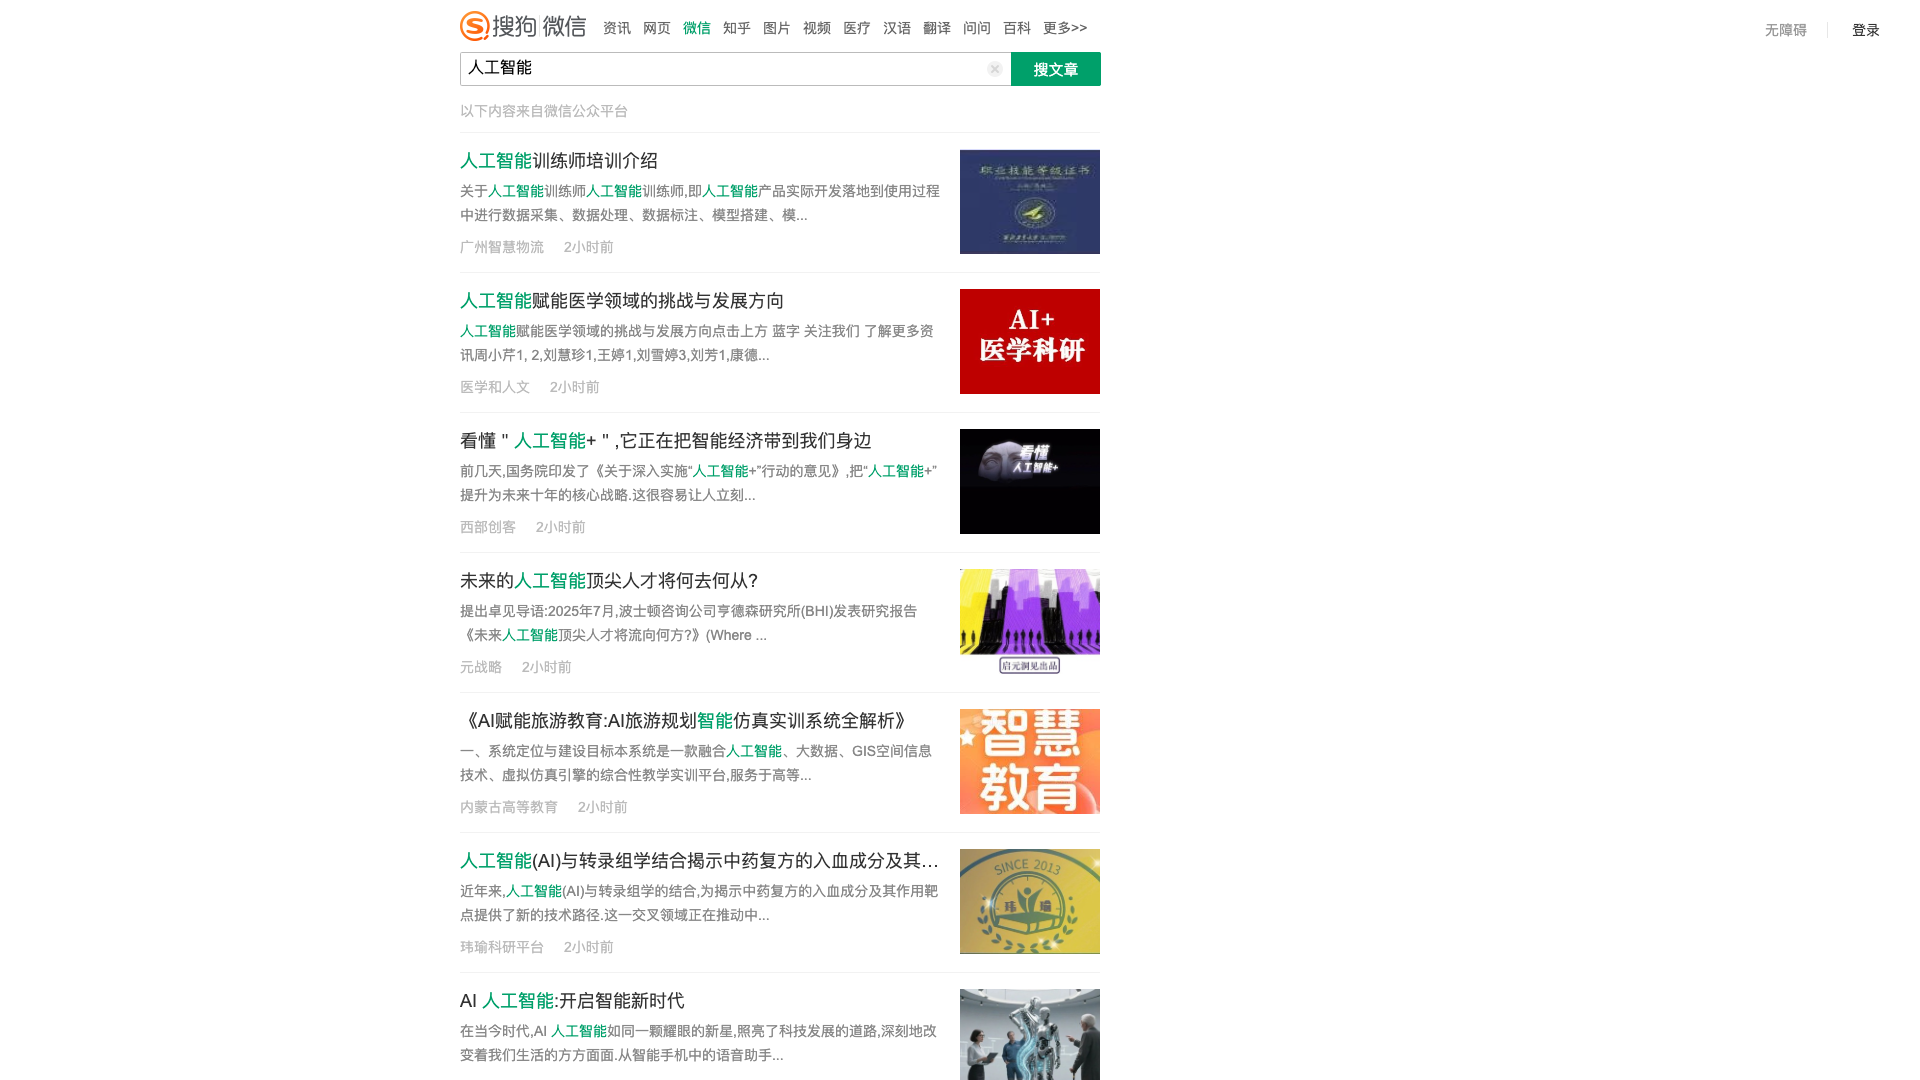 搜狗 微信 资讯 网页 微信 知乎 图片 视频 医疗 汉语 翻译 问问 百科 更多>> 无障碍 登录
人工智能 搜文章
以下内容来自微信公众平台
人工智能训练师培训介绍
关于人工智能训练师人工智能训练师,即人工智能产品实际开发落地到使用过程
中进行数据采集、数据处理、数据标注、模型搭建、模...
广州智慧物流 2小时前
职业技能等级证书
人工智能赋能医学领域的挑战与发展方向
人工智能赋能医学领域的挑战与发展方向点击上方 蓝字 关注我们 了解更多资
讯周小芹1, 2,刘慧珍1,王婷1,刘雪婷3,刘芳1,康德...
医学和人文 2小时前
AI+
医学科研
看懂 " 人工智能+ " ,它正在把智能经济带到我们身边
前几天,国务院印发了《关于深入实施“人工智能+”行动的意见》,把“人工智能+”
提升为未来十年的核心战略.这很容易让人立刻...
西部创客 2小时前
看懂
人工智能+
未来的人工智能顶尖人才将何去何从?
提出卓见导语:2025年7月,波士顿咨询公司亨德森研究所(BHI)发表研究报告
《未来人工智能顶尖人才将流向何方?》(Where ...
元战略 2小时前
启元洞见出品
《AI赋能旅游教育:AI旅游规划智能仿真实训系统全解析》
一、系统定位与建设目标本系统是一款融合人工智能、大数据、GIS空间信息
技术、虚拟仿真引擎的综合性教学实训平台,服务于高等...
内蒙古高等教育 2小时前
智慧
教育
人工智能(AI)与转录组学结合揭示中药复方的入血成分及其...
近年来,人工智能(AI)与转录组学的结合,为揭示中药复方的入血成分及其作用靶
点提供了新的技术路径.这一交叉领域正在推动中...
玮瑜科研平台 2小时前
SINCE 2013
玮 瑜
AI 人工智能:开启智能新时代
在当今时代,AI 人工智能如同一颗耀眼的新星,照亮了科技发展的道路,深刻地改
变着我们生活的方方面面.从智能手机中的语音助手...